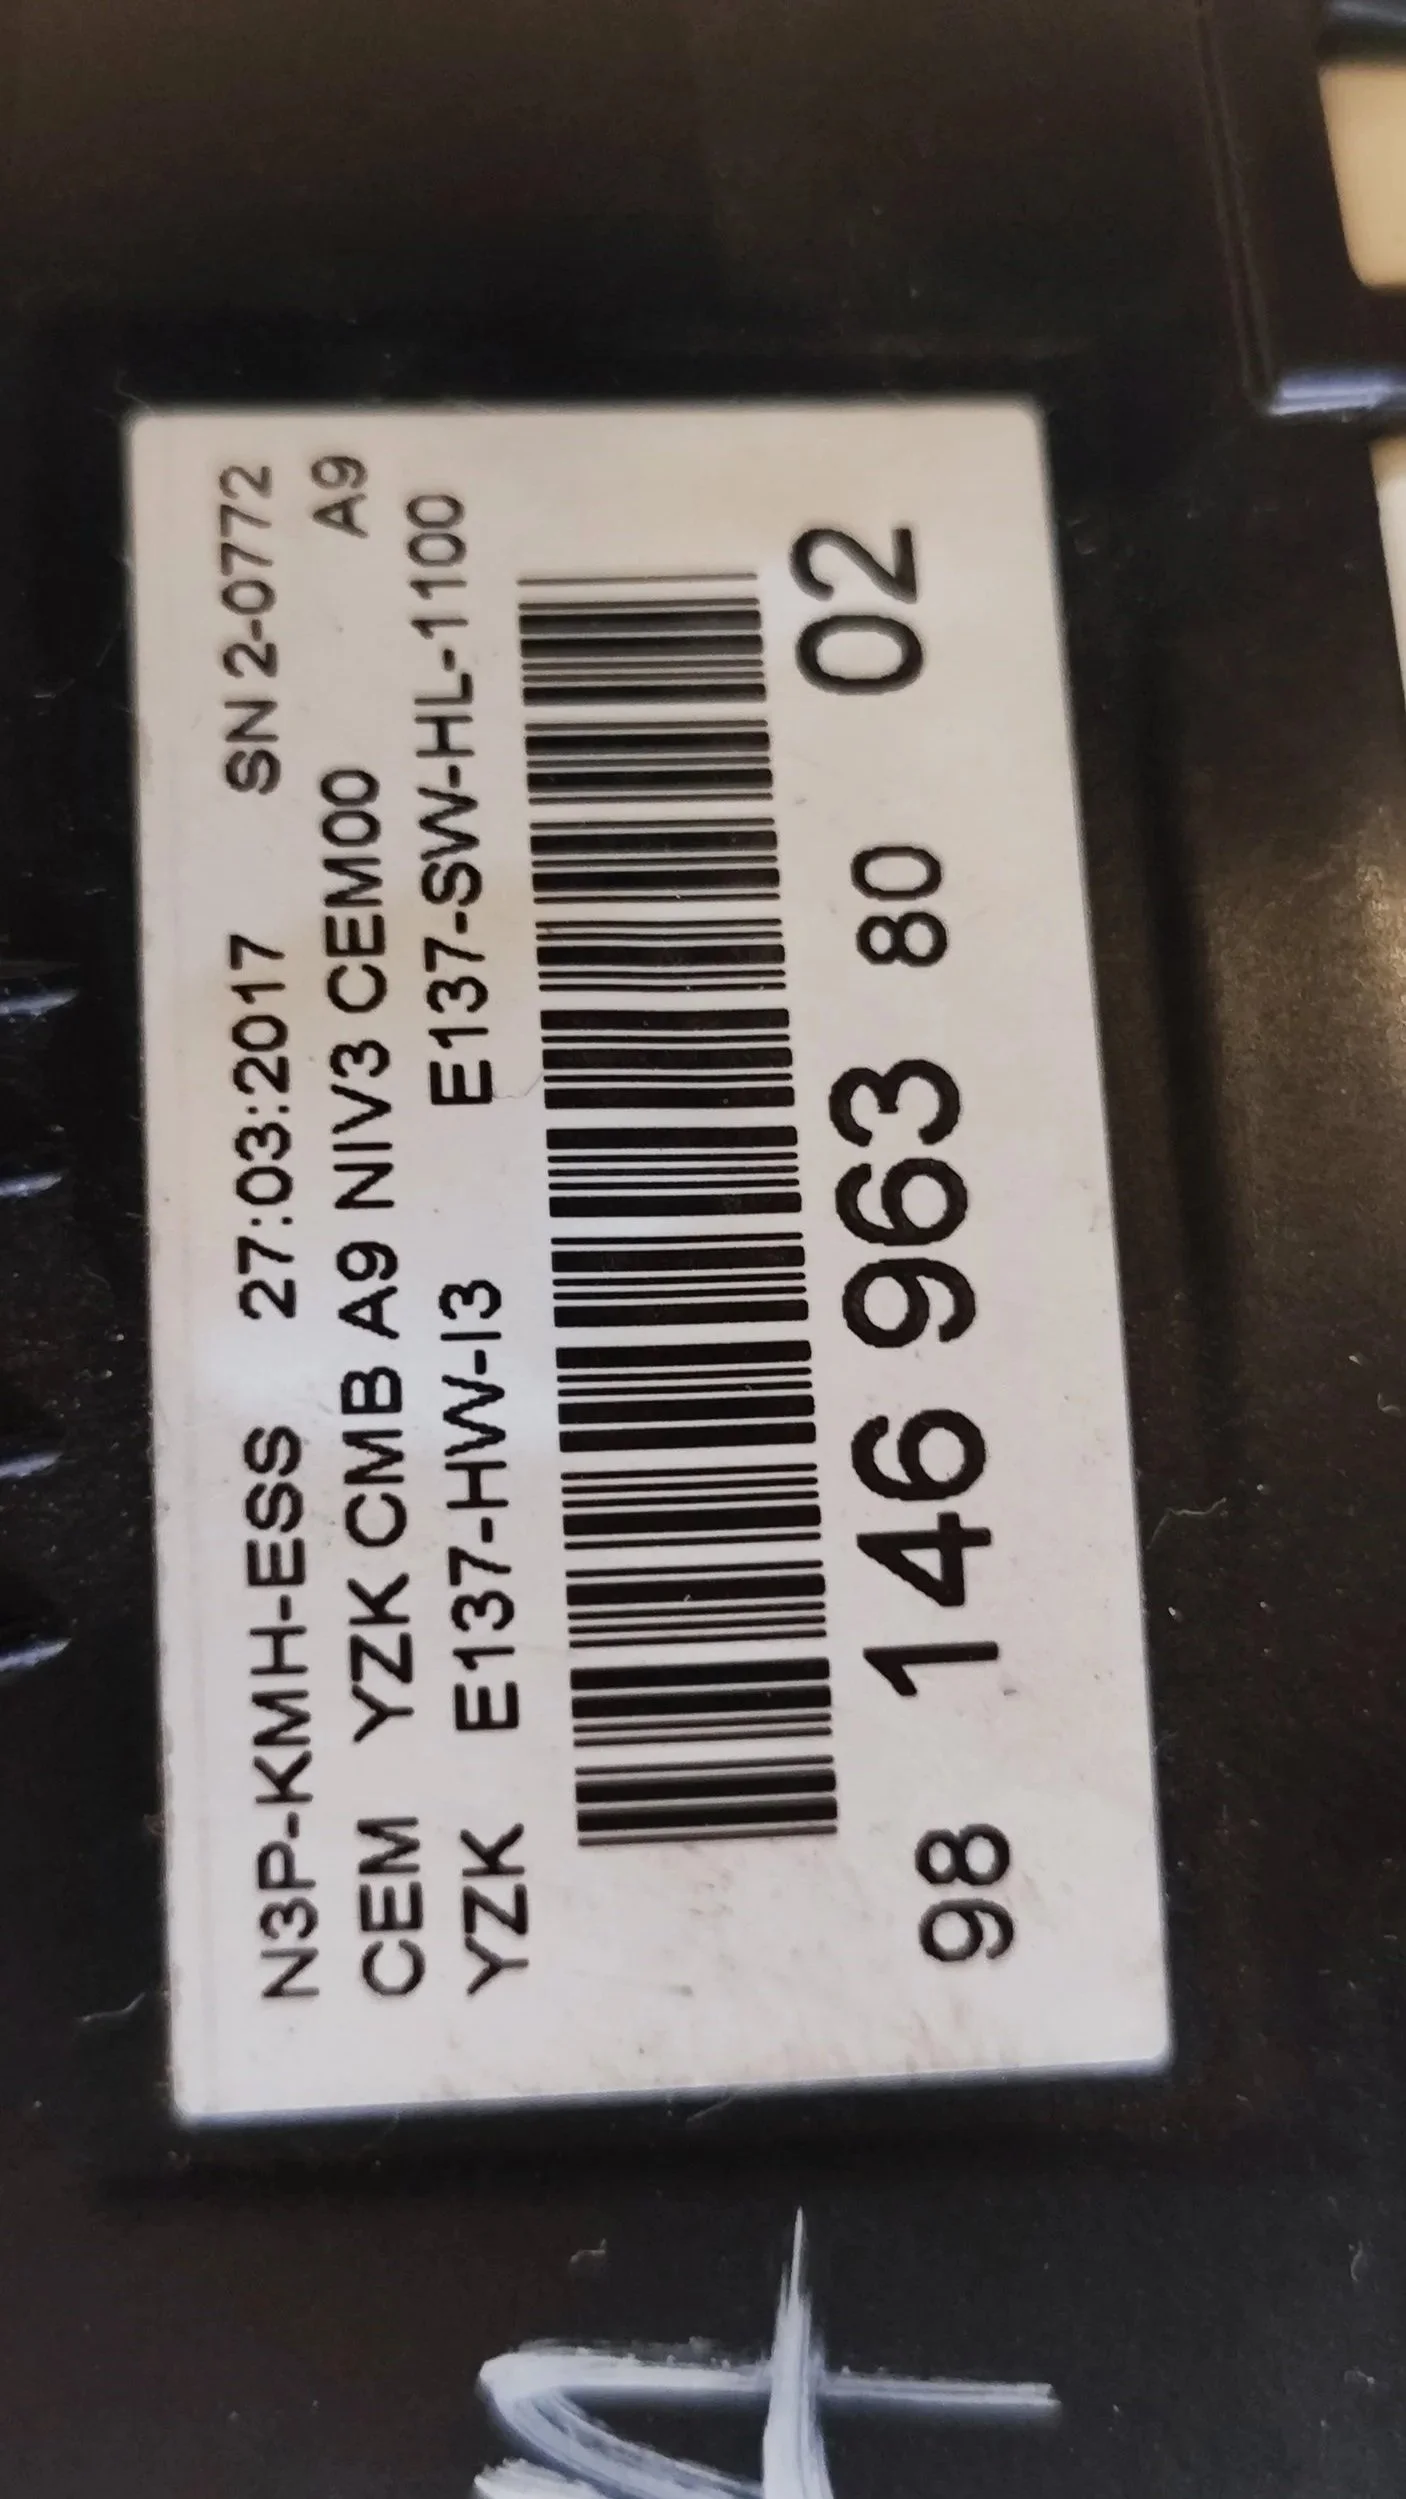 N3P-KMH-ESS 27:03:2017 SN 2-0772
CEM YZK CMB A9 NIV3 CEM00 A9
YZK E137-HW-I3 E137-SW-HL-1100
98 146 963 80 02